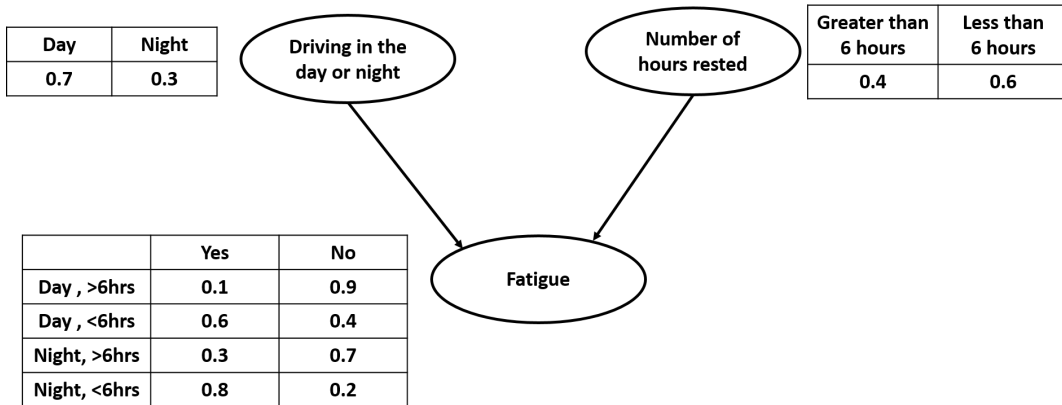 Day Night
0.7 0.3
Driving in the
day or night
Number of
hours rested
Greater than
6 hours
Less than
6 hours
0.4 0.6
Yes No
Day , >6hrs 0.1 0.9
Day , <6hrs 0.6 0.4
Night, >6hrs 0.3 0.7
Night, <6hrs 0.8 0.2
Fatigue